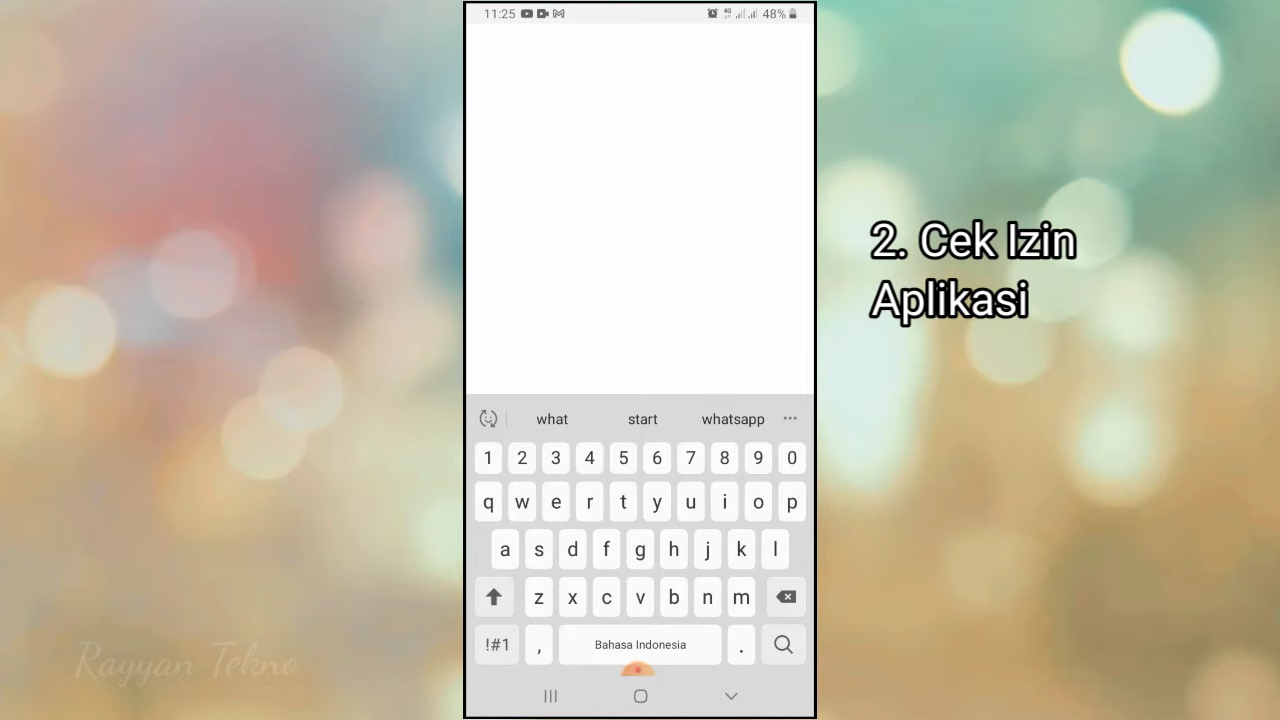 11:25
4G
48%
2. Cek Izin
Aplikasi
what start whatsapp
1 2 3 4 5 6 7 8 9 0
q w e r t y u i o p
a s d f g h j k l
z x c v b n m
!#1 , Bahasa Indonesia .
Rayyan Tekno